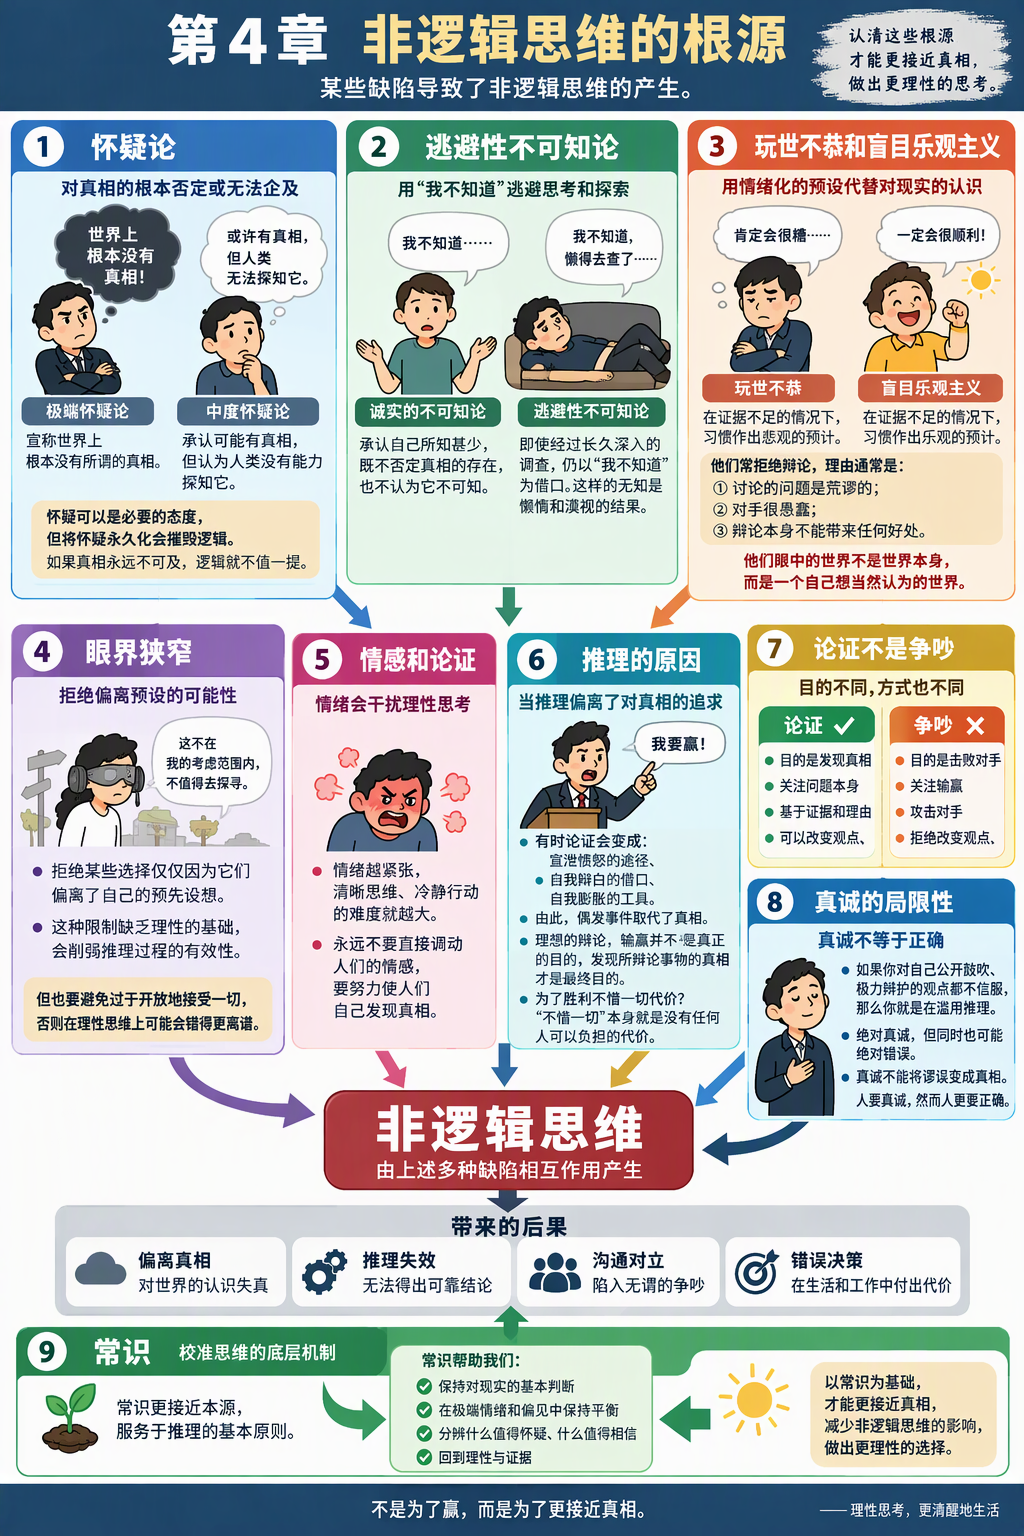 第4章 非逻辑思维的根源
某些缺陷导致了非逻辑思维的产生。
认清这些根源
才能更接近真相，
做出更理性的思考。
1 怀疑论
对真相的根本否定或无法企及
世界上
根本没有
真相！
或许有真相，
但人类
无法探知它。
极端怀疑论
宣称世界上
根本没有所谓的真相。
中度怀疑论
承认可能有真相，
但认为人类没有能力
探知它。
怀疑可以是必要的态度，
但将怀疑永久化会摧毁逻辑。
如果真相永远不可及，逻辑就不值一提。
2 逃避性不可知论
用“我不知道”逃避思考和探索
我不知道……
我不知道，
懒得去查了……
诚实的不可知论
承认自己所知甚少，
既不否定真相的存在，
也不认为它不可知。
逃避性不可知论
即使经过长久深入的
调查，仍以“我不知道”
为借口。这样的无知是
懒惰和漠视的结果。
3 玩世不恭和盲目乐观主义
用情绪化的预设代替对现实的认识
肯定会很糟……
一定会很顺利！
玩世不恭
在证据不足的情况下，
习惯作出悲观的预计。
盲目乐观主义
在证据不足的情况下，
习惯作出乐观的预计。
他们常拒绝辩论，理由通常是：
① 讨论的问题是荒谬的；
② 对手很愚蠢；
③ 辩论本身不能带来任何好处。
他们眼中的世界不是世界本身，
而是一个自己想当然认为的世界。
4 眼界狭窄
拒绝偏离预设的可能性
这不在
我的考虑范围内，
不值得去探寻。
拒绝某些选择仅仅因为它们
偏离了自己的预先设想。
这种限制缺乏理性的基础，
会削弱推理过程的有效性。
但也要避免过于开放地接受一切，
否则在理性思维上可能会错得更离谱。
5 情感和论证
情绪会干扰理性思考
情绪越紧张，
清晰思维、冷静行动
的难度就越大。
永远不要直接调动
人们的情感，
要努力使人们
自己发现真相。
6 推理的原因
当推理偏离了对真相的追求
我要赢！
有时论证会变成：
宣泄愤怒的途径、
自我辩白的借口、
自我膨胀的工具。
由此，偶发事件取代了真相。
理想的辩论，输赢并不是真正
的目的，发现所辩论事物的真相
才是最终目的。
为了胜利不惜一切代价？
“不惜一切”本身就是没有任何
人可以负担的代价。
7 论证不是争吵
目的不同，方式也不同
论证 ✓
目的是发现真相
关注问题本身
基于证据和理由
可以改变观点、
争吵 ✕
目的是击败对手
关注输赢
攻击对手
拒绝改变观点、
8 真诚的局限性
真诚不等于正确
如果你对自己公开鼓吹、
极力辩护的观点都不信服，
那么你就是在滥用推理。
绝对真诚，但同时也可能
绝对错误。
真诚不能将谬误变成真相。
人要真诚，然而人更要正确。
非逻辑思维
由上述多种缺陷相互作用产生
带来的后果
偏离真相
对世界的认识失真
推理失效
无法得出可靠结论
沟通对立
陷入无谓的争吵
错误决策
在生活和工作中付出代价
9 常识 校准思维的底层机制
常识更接近本源，
服务于推理的基本原则。
常识帮助我们：
保持对现实的基本判断
在极端情绪和偏见中保持平衡
分辨什么值得怀疑、什么值得相信
回到理性与证据
以常识为基础，
才能更接近真相，
减少非逻辑思维的影响，
做出更理性的选择。
不是为了赢，而是为了更接近真相。
—— 理性思考，更清醒地生活